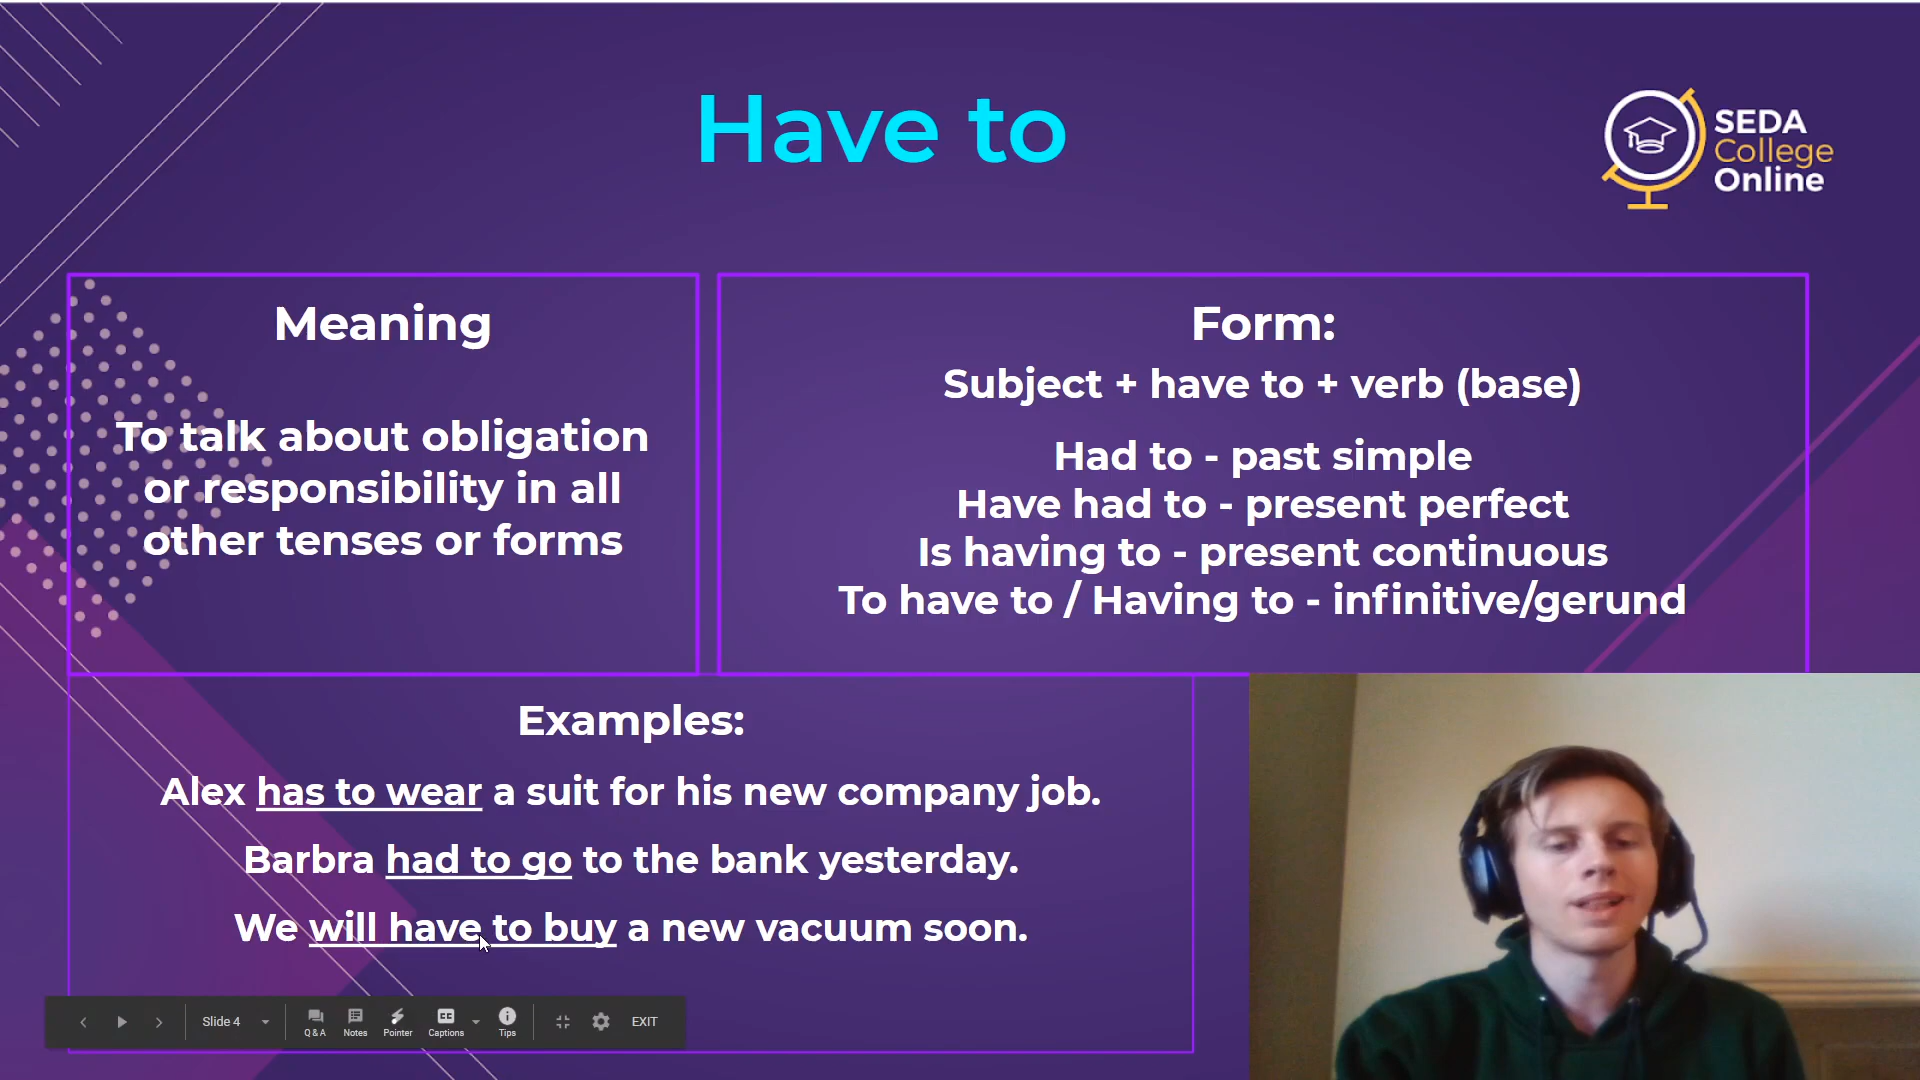 Have to
SEDA
College
Online
Meaning
To talk about obligation
or responsibility in all
other tenses or forms
Form:
Subject + have to + verb (base)
Had to - past simple
Have had to - present perfect
Is having to - present continuous
To have to / Having to - infinitive/gerund
Examples:
Alex has to wear a suit for his new company job.
Barbra had to go to the bank yesterday.
We will have to buy a new vacuum soon.
Slide 4
Q & A
Notes
Pointer
CC
Captions
Tips
EXIT